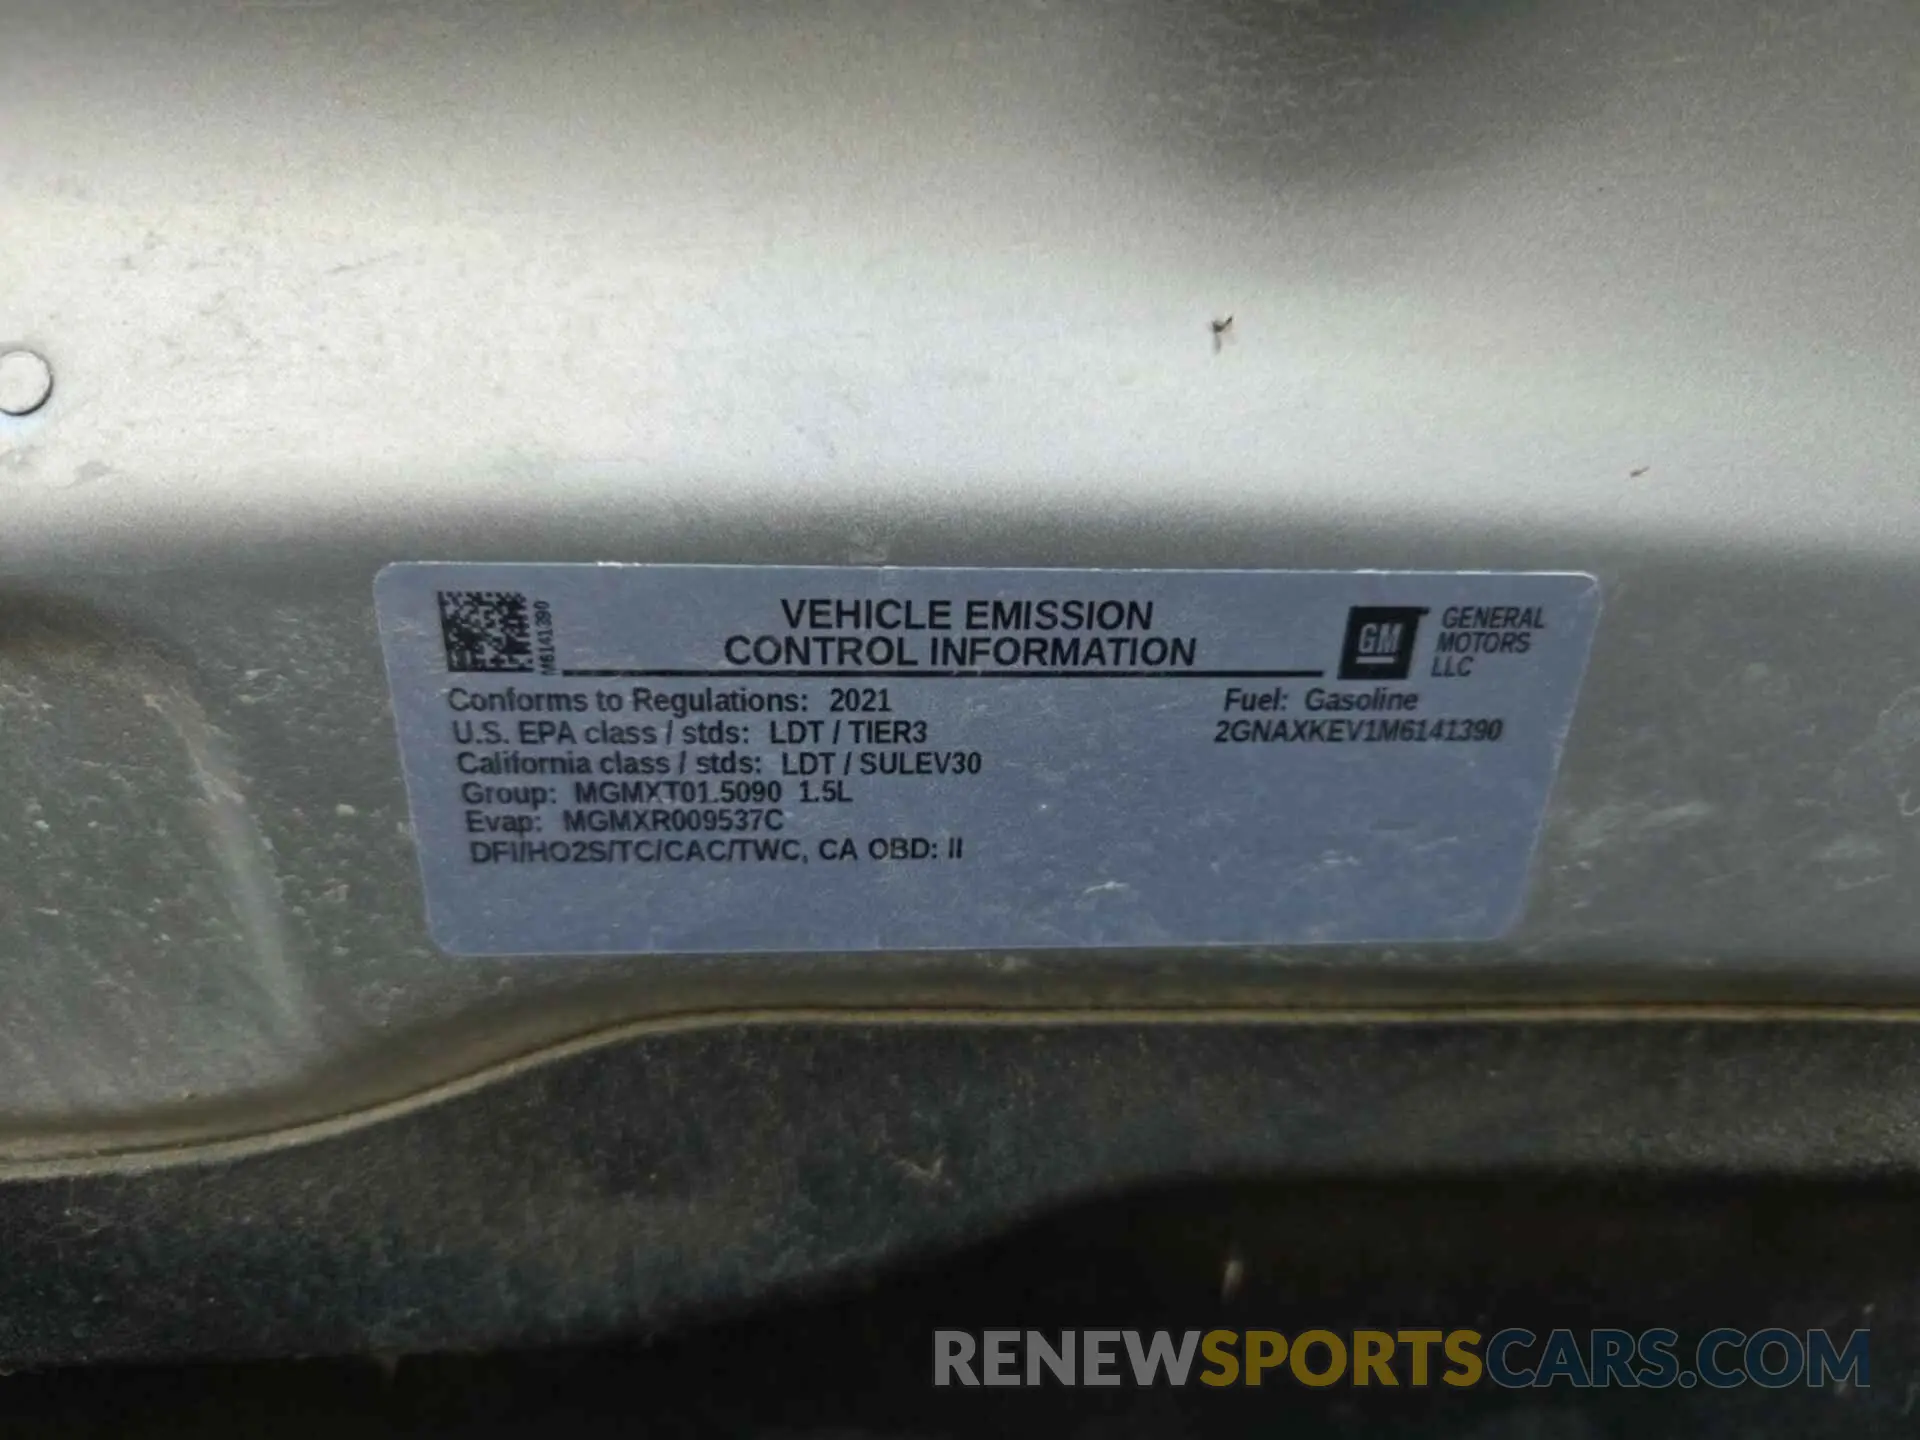 M6141390
VEHICLE EMISSION
CONTROL INFORMATION
GM
GENERAL
MOTORS
LLC
Conforms to Regulations: 2021
Fuel: Gasoline
U.S. EPA class / stds: LDT / TIER3
2GNAXKEV1M6141390
California class / stds: LDT / SULEV30
Group: MGMXT01.5090 1.5L
Evap: MGMXR009537C
DFI/HO2S/TC/CAC/TWC, CA OBD: II
RENEWSPORTSCARS.COM